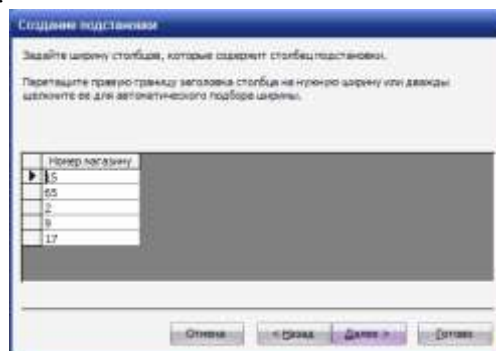 Создание подстановки
Задайте ширину столбцов, которые содержит столбец подстановки.
Перетащите правую границу заголовка столбца на нужную ширину или дважды
щелкните ее для автоматического подбора ширины.
Номер магазину
15
65
2
9
17
Отмена < Назад Далее > Готово